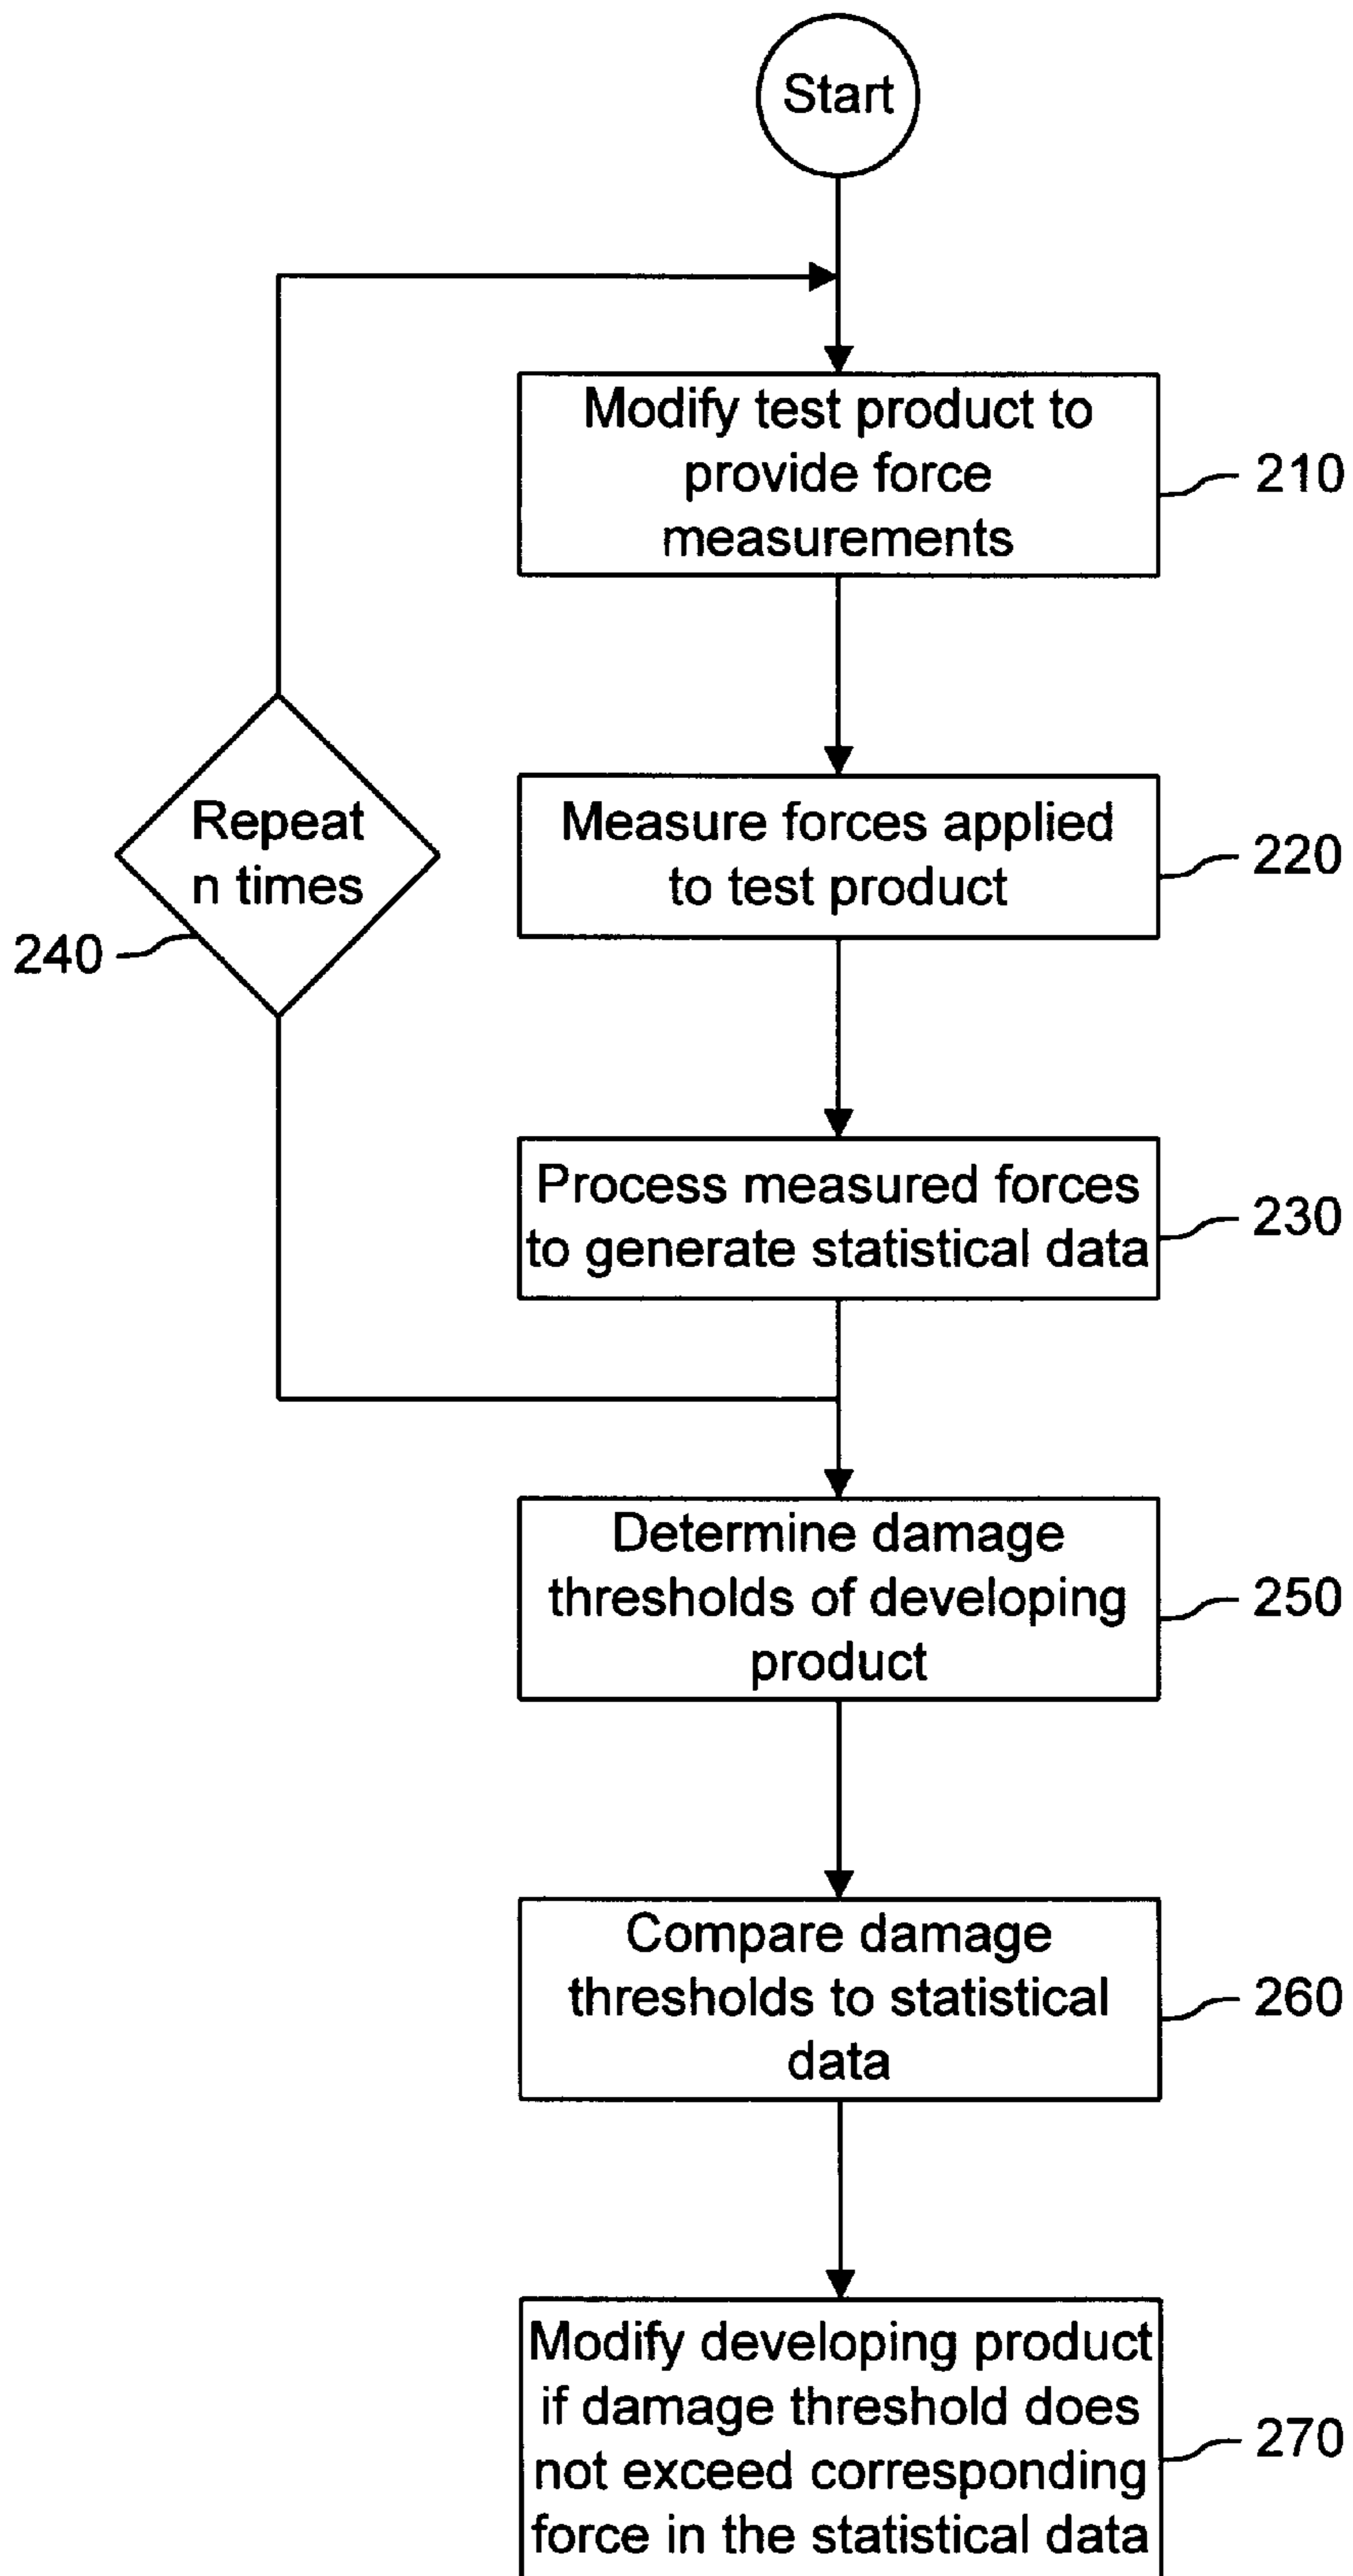 Start
Modify test product to
provide force
measurements
210
Repeat
n times
240
Measure forces applied
to test product
220
Process measured forces
to generate statistical data
230
Determine damage
thresholds of developing
product
250
Compare damage
thresholds to statistical
data
260
Modify developing product
if damage threshold does
not exceed corresponding
force in the statistical data
270